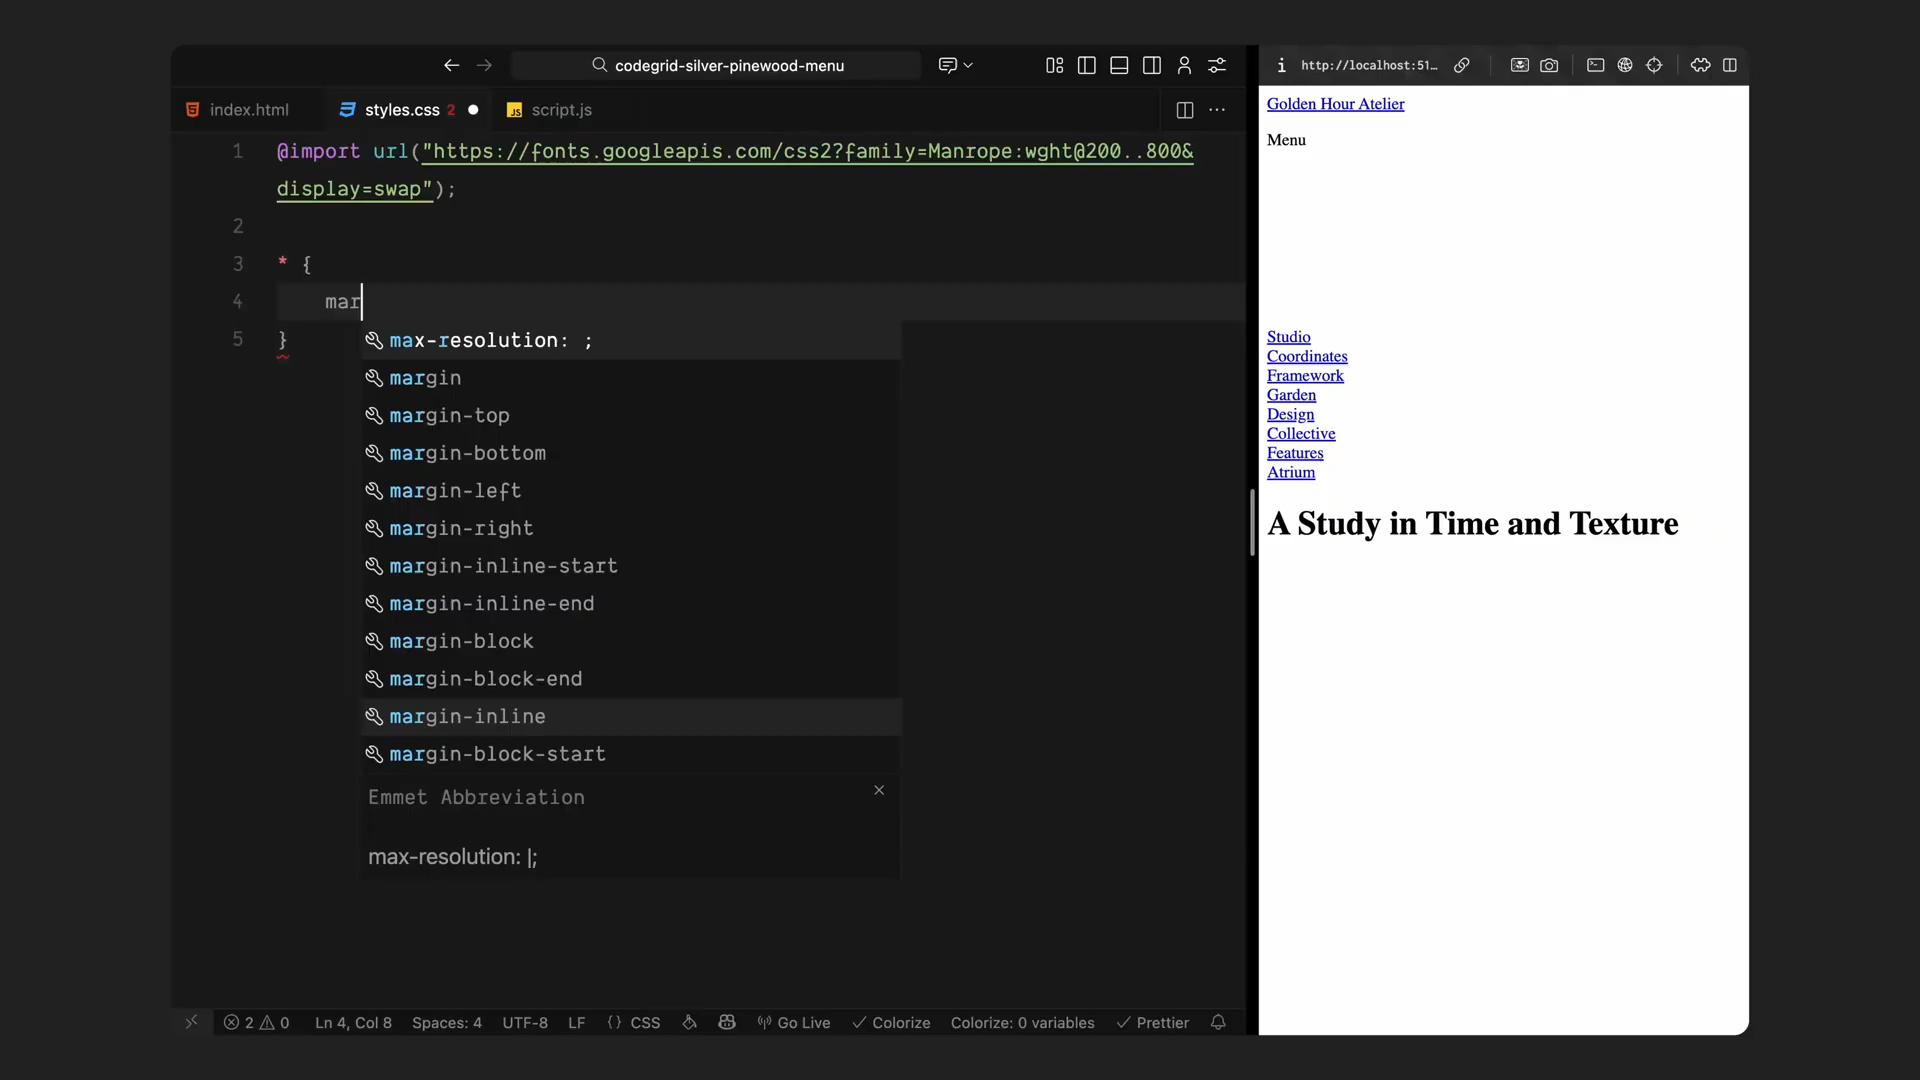 codegrid-silver-pinewood-menu
index.html
styles.css 2
script.js
1 @import url("https://fonts.googleapis.com/css2?family=Manrope:wght@200..800&
display=swap");
2
3 * {
4 mar
5 }
max-resolution: ;
margin
margin-top
margin-bottom
margin-left
margin-right
margin-inline-start
margin-inline-end
margin-block
margin-block-end
margin-inline
margin-block-start
Emmet Abbreviation
max-resolution: |;
2 0 Ln 4, Col 8 Spaces: 4 UTF-8 LF {} CSS Go Live Colorize Colorize: 0 variables Prettier
http://localhost:51…
Golden Hour Atelier
Menu
Studio
Coordinates
Framework
Garden
Design
Collective
Features
Atrium
A Study in Time and Texture